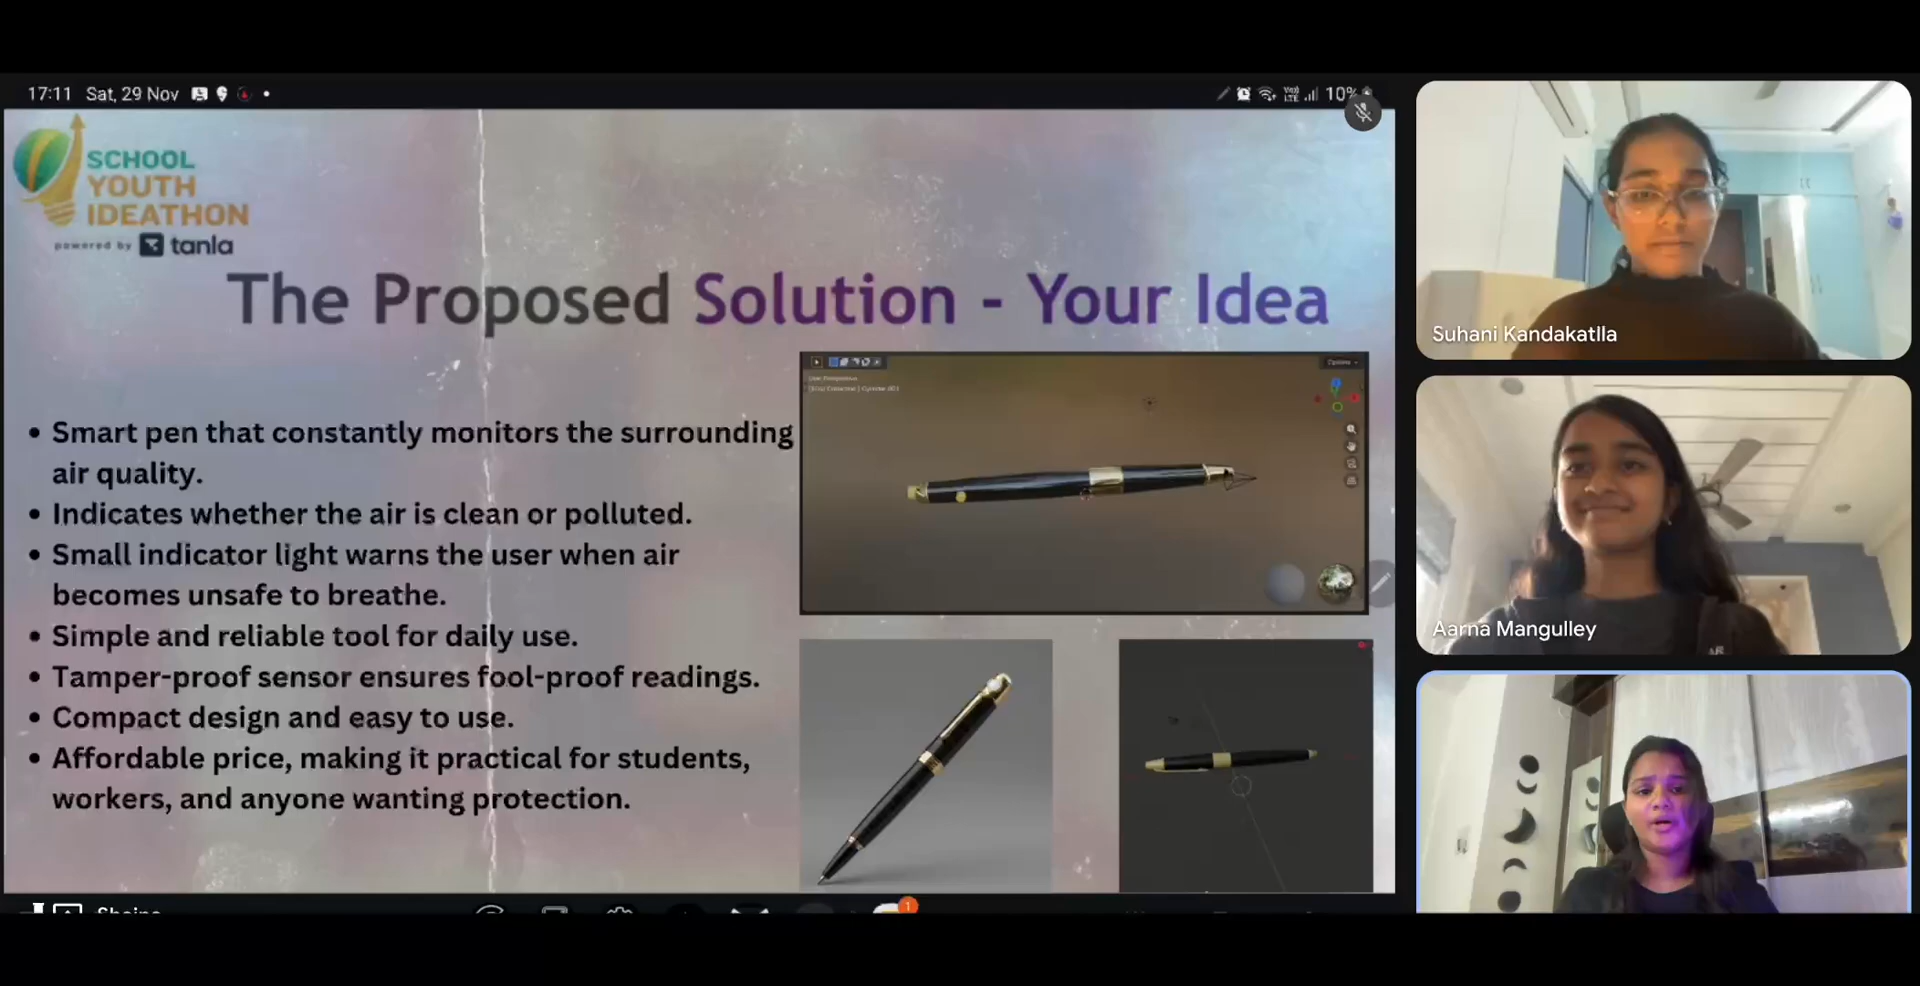 17:11 Sat, 29 Nov
10%
SCHOOL
YOUTH
IDEATHON
powered by tanla
The Proposed Solution - Your Idea
• Smart pen that constantly monitors the surrounding
air quality.
• Indicates whether the air is clean or polluted.
• Small indicator light warns the user when air
becomes unsafe to breathe.
• Simple and reliable tool for daily use.
• Tamper-proof sensor ensures fool-proof readings.
• Compact design and easy to use.
• Affordable price, making it practical for students,
workers, and anyone wanting protection.
Options
User Perspective
Suhani Kandakatlla
Aarna Mangulley
1